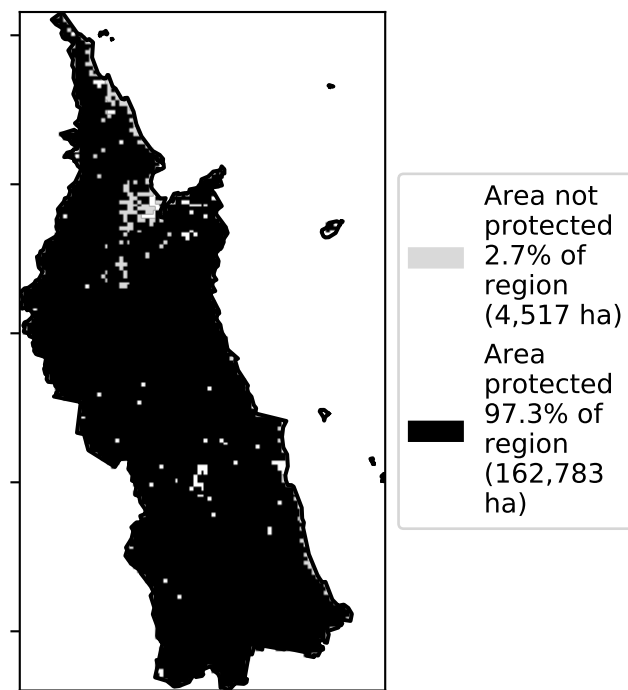 Area not
protected
2.7% of
region
(4,517 ha)
Area
protected
97.3% of
region
(162,783
ha)